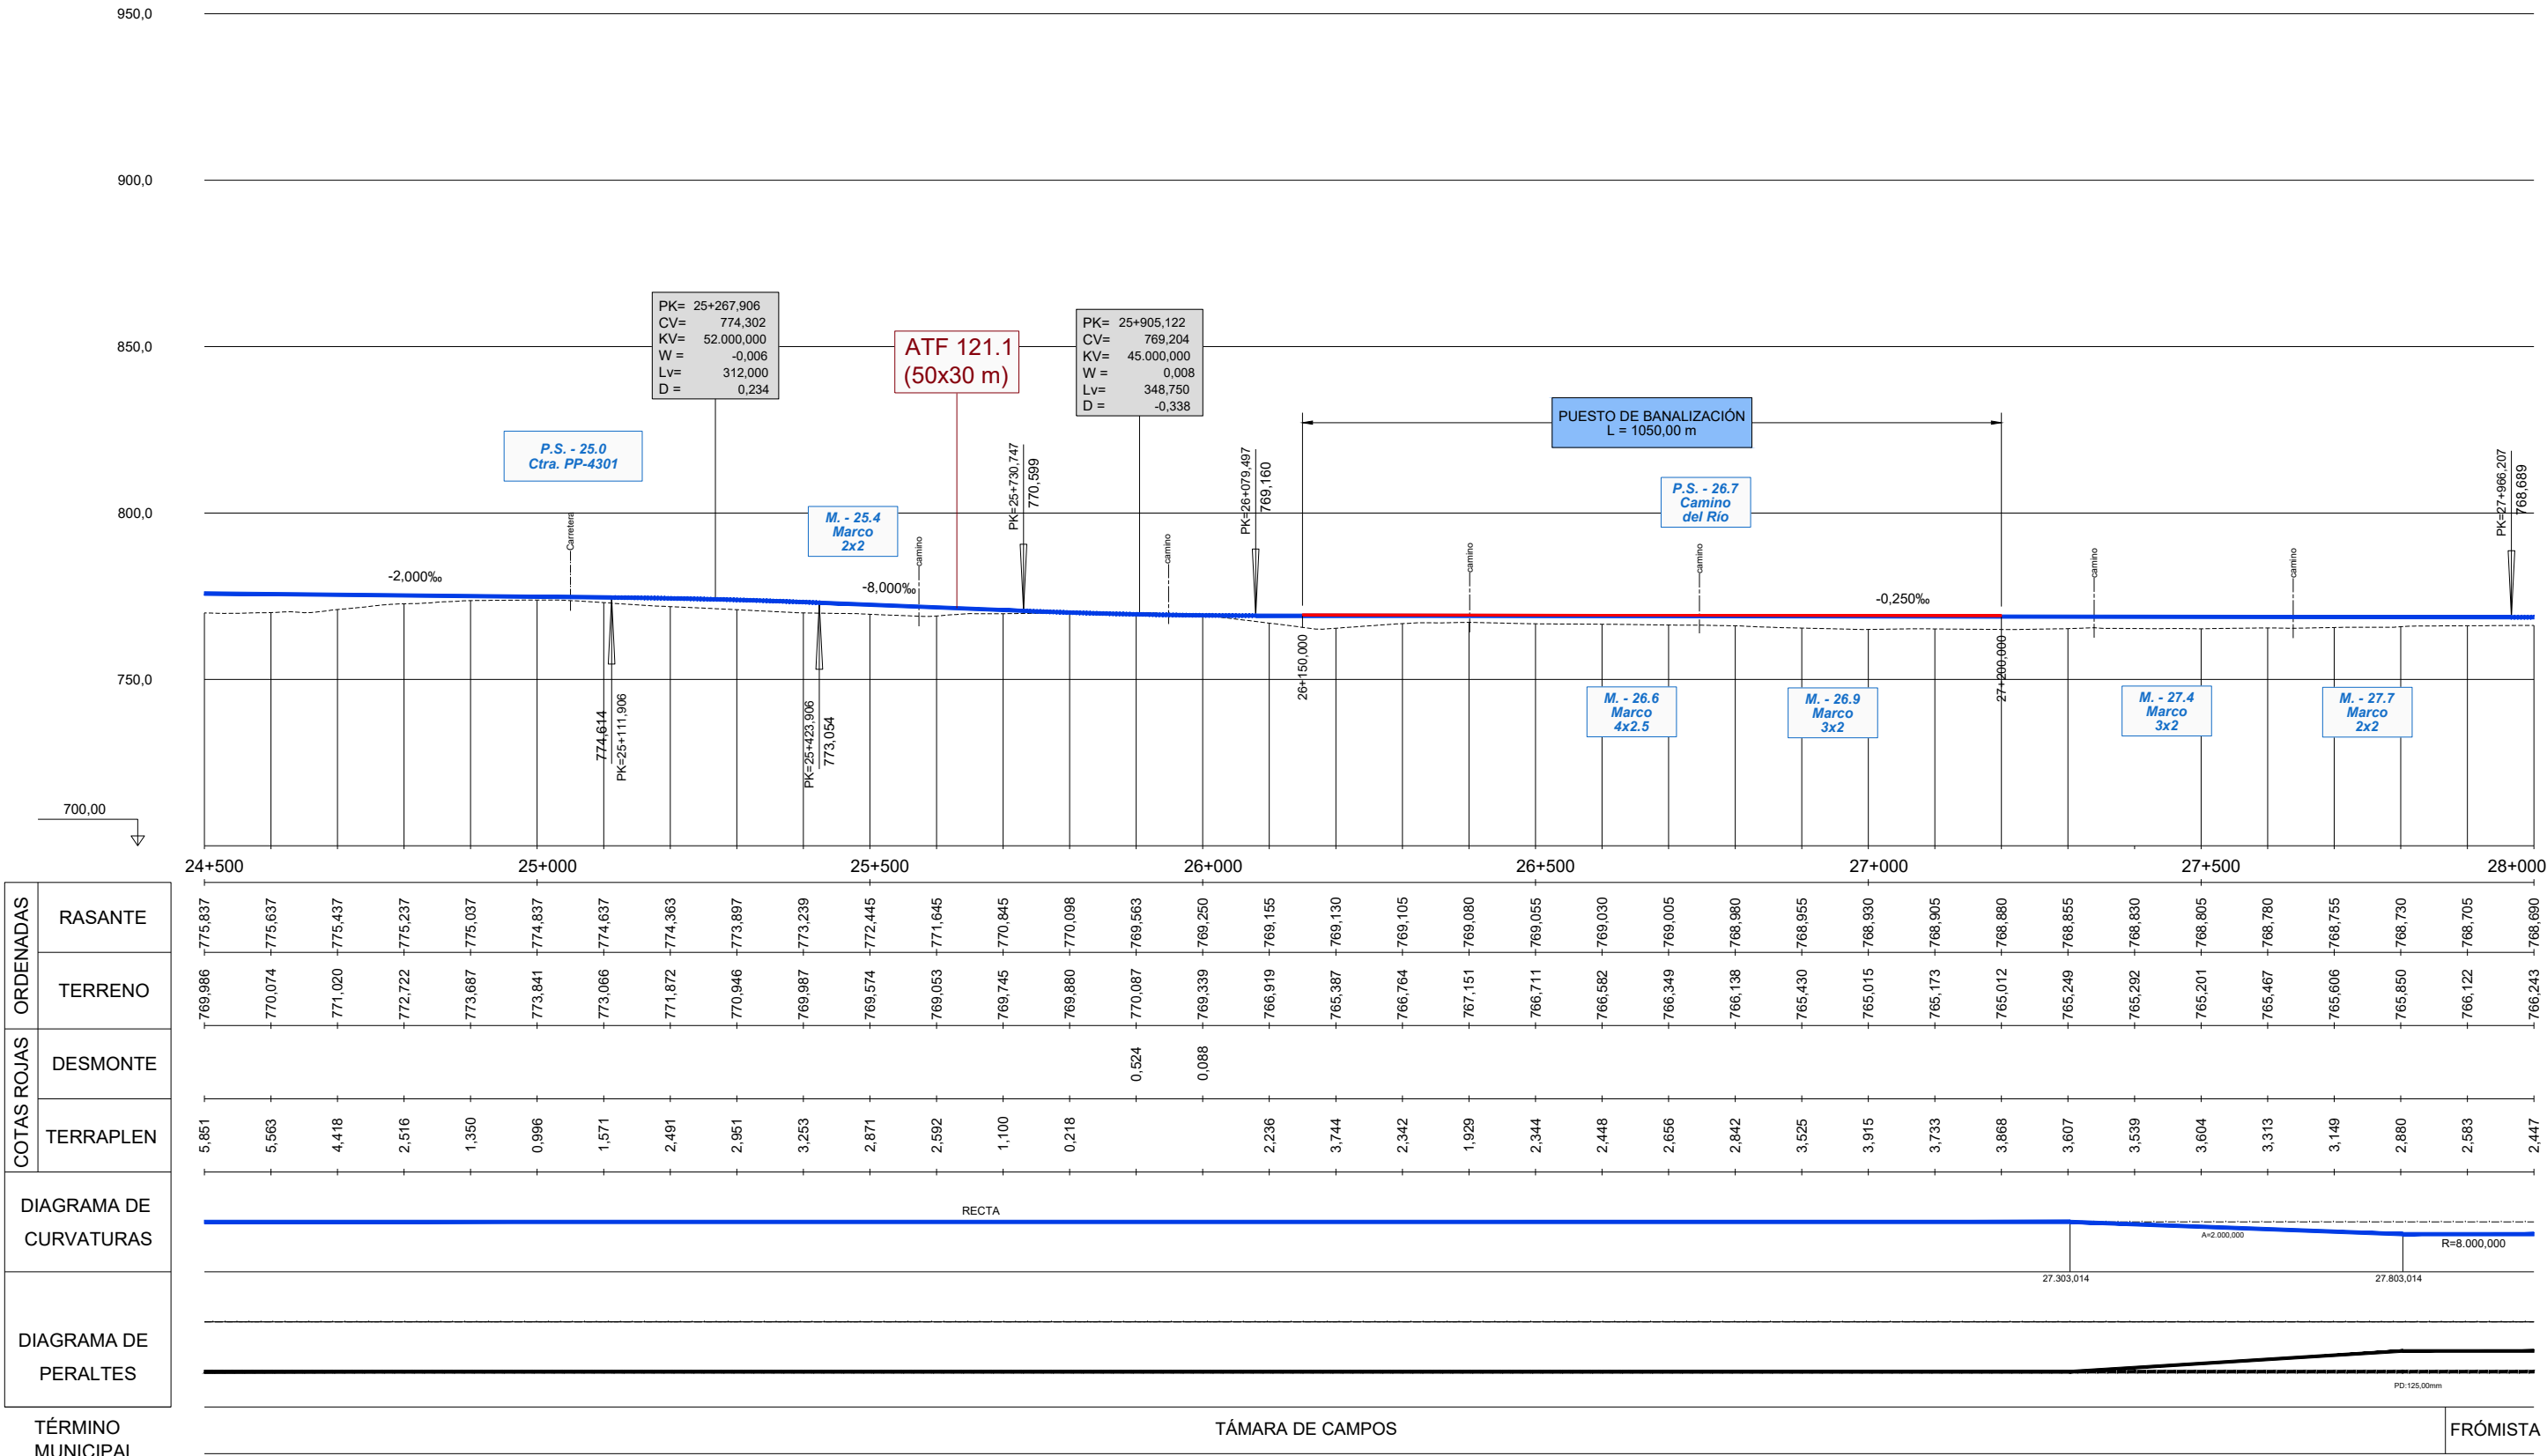 950,0
900,0
850,0
800,0
750,0
700,00
PK= 25+267,906
CV= 774,302
KV= 52.000,000
W = -0,006
Lv= 312,000
D = 0,234
ATF 121.1
(50x30 m)
PK= 25+905,122
CV= 769,204
KV= 45.000,000
W = 0,008
Lv= 348,750
D = -0,338
PUESTO DE BANALIZACIÓN
L = 1050,00 m
P.S. - 25.0
Ctra. PP-4301
M. - 25.4
Marco
2x2
P.S. - 26.7
Camino
del Río
PK=25+730,747
770,599
PK=26+079,497
769,160
PK=27+966,207
768,689
Carretera
camino
camino
camino
camino
camino
camino
-2,000‰
-8,000‰
-0,250‰
774,614
PK=25+111,906
PK=25+423,906
773,054
26+150,000
27+200,000
M. - 26.6
Marco
4x2.5
M. - 26.9
Marco
3x2
M. - 27.4
Marco
3x2
M. - 27.7
Marco
2x2
24+500 25+000 25+500 26+000 26+500 27+000 27+500 28+000
ORDENADAS
RASANTE
775,837 775,637 775,437 775,237 775,037 774,837 774,637 774,363 773,897 773,239 772,445 771,645 770,845 770,098 769,563 769,250 769,155 769,130 769,105 769,080 769,055 769,030 769,005 768,980 768,955 768,930 768,905 768,880 768,855 768,830 768,805 768,780 768,755 768,730 768,705 768,690
TERRENO
769,986 770,074 771,020 772,722 773,687 773,841 773,066 771,872 770,946 769,987 769,574 769,053 769,745 769,880 770,087 769,339 766,919 765,387 766,764 767,151 766,711 766,582 766,349 766,138 765,430 765,015 765,173 765,012 765,249 765,292 765,201 765,467 765,606 765,850 766,122 766,243
COTAS ROJAS
DESMONTE
0,524 0,088
TERRAPLEN
5,851 5,563 4,418 2,516 1,350 0,996 1,571 2,491 2,951 3,253 2,871 2,592 1,100 0,218 2,236 3,744 2,342 1,929 2,344 2,448 2,656 2,842 3,525 3,915 3,733 3,868 3,607 3,539 3,604 3,313 3,149 2,880 2,583 2,447
DIAGRAMA DE
CURVATURAS
RECTA
A=2.000,000
R=8.000,000
27.303,014
27.803,014
DIAGRAMA DE
PERALTES
PD:125,00mm
TÉRMINO
MUNICIPAL
TÁMARA DE CAMPOS
FRÓMISTA